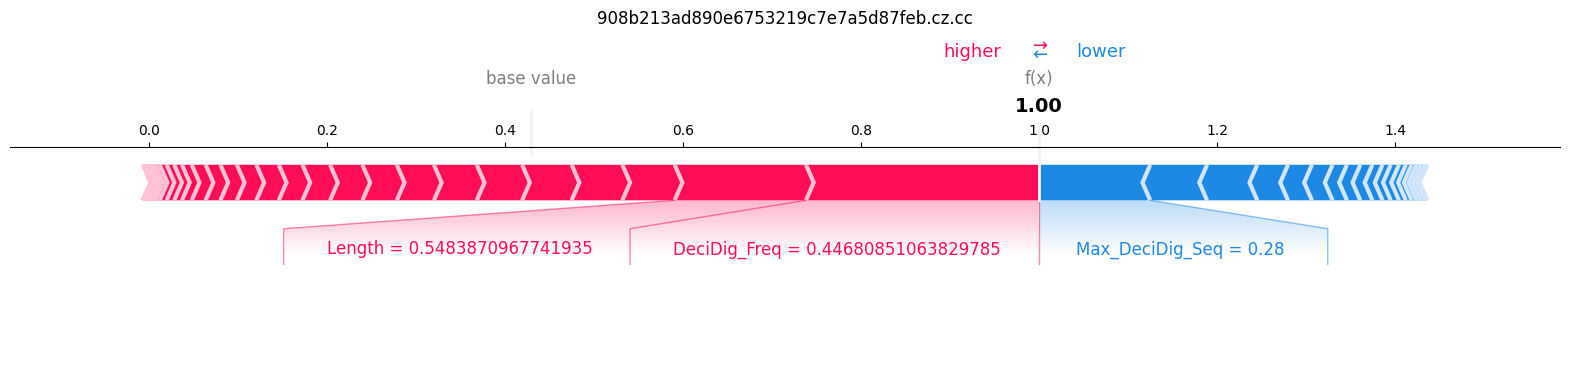 908b213ad890e6753219c7e7a5d87feb.cz.cc
higher ⇄ lower
base value f(x)
1.00
0.0 0.2 0.4 0.6 0.8 1.0 1.2 1.4
Length = 0.5483870967741935 DeciDig_Freq = 0.44680851063829785 Max_DeciDig_Seq = 0.28